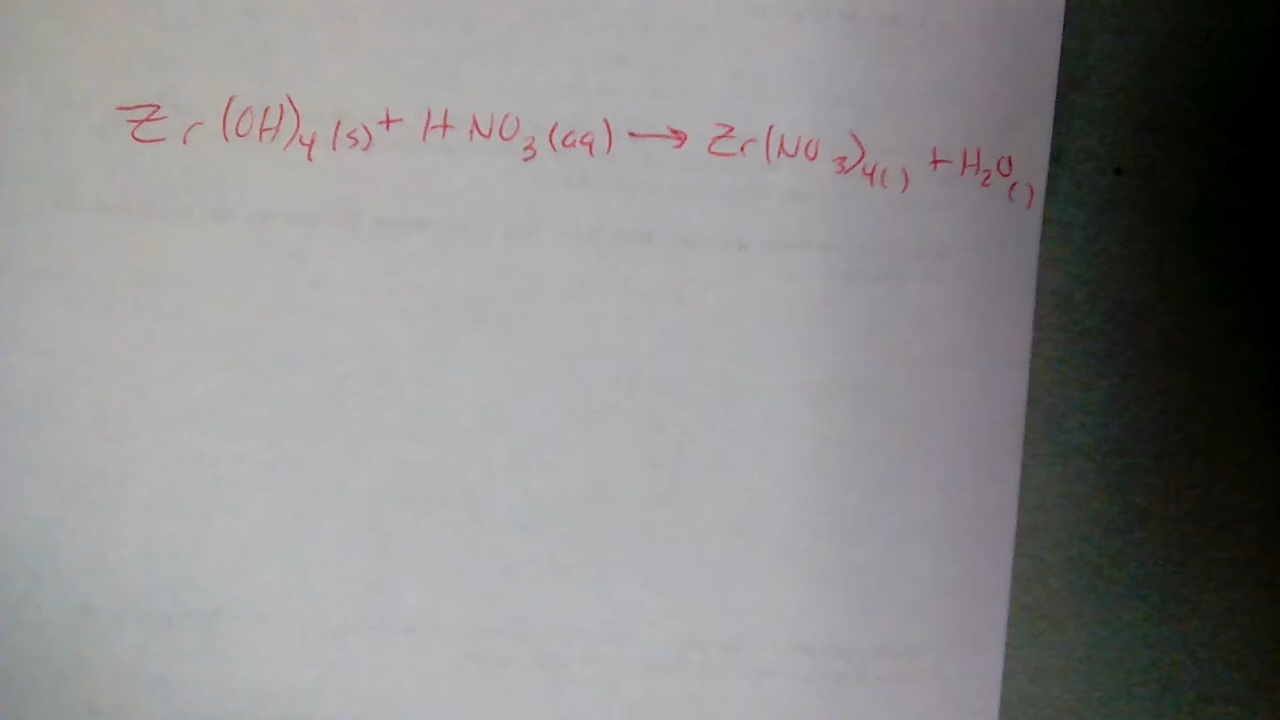 Zr(OH)₄(s) + HNO₃(aq) → Zr(NO₃)₄( ) + H₂O( )